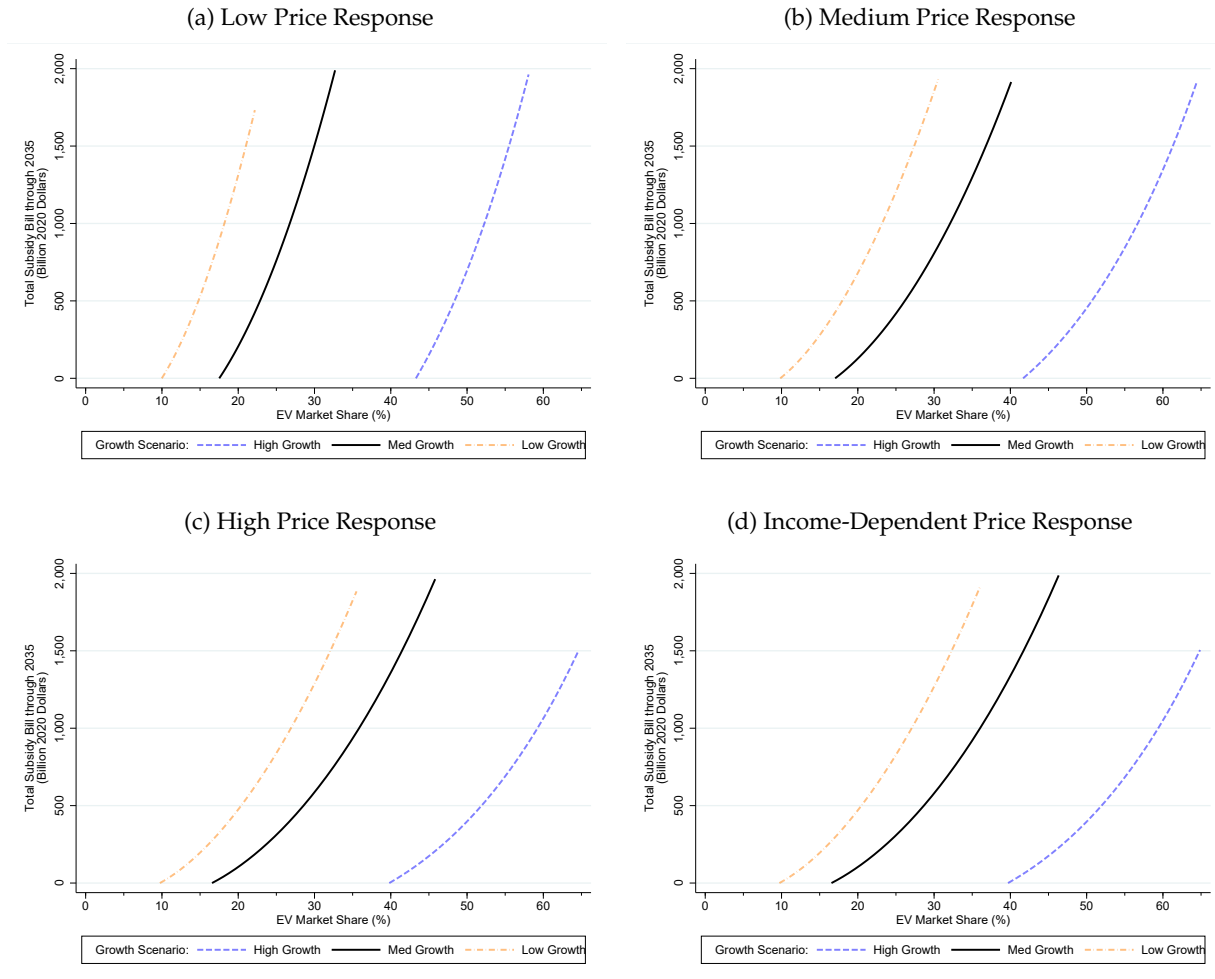 (a) Low Price Response
Total Subsidy Bill through 2035
(Billion 2020 Dollars)
2,000
1,500
1,000
500
0
0 10 20 30 40 50 60
EV Market Share (%)
Growth Scenario: High Growth Med Growth Low Growth
(b) Medium Price Response
Total Subsidy Bill through 2035
(Billion 2020 Dollars)
2,000
1,500
1,000
500
0
0 10 20 30 40 50 60
EV Market Share (%)
Growth Scenario: High Growth Med Growth Low Growth
(c) High Price Response
Total Subsidy Bill through 2035
(Billion 2020 Dollars)
2,000
1,500
1,000
500
0
0 10 20 30 40 50 60
EV Market Share (%)
Growth Scenario: High Growth Med Growth Low Growth
(d) Income-Dependent Price Response
Total Subsidy Bill through 2035
(Billion 2020 Dollars)
2,000
1,500
1,000
500
0
0 10 20 30 40 50 60
EV Market Share (%)
Growth Scenario: High Growth Med Growth Low Growth